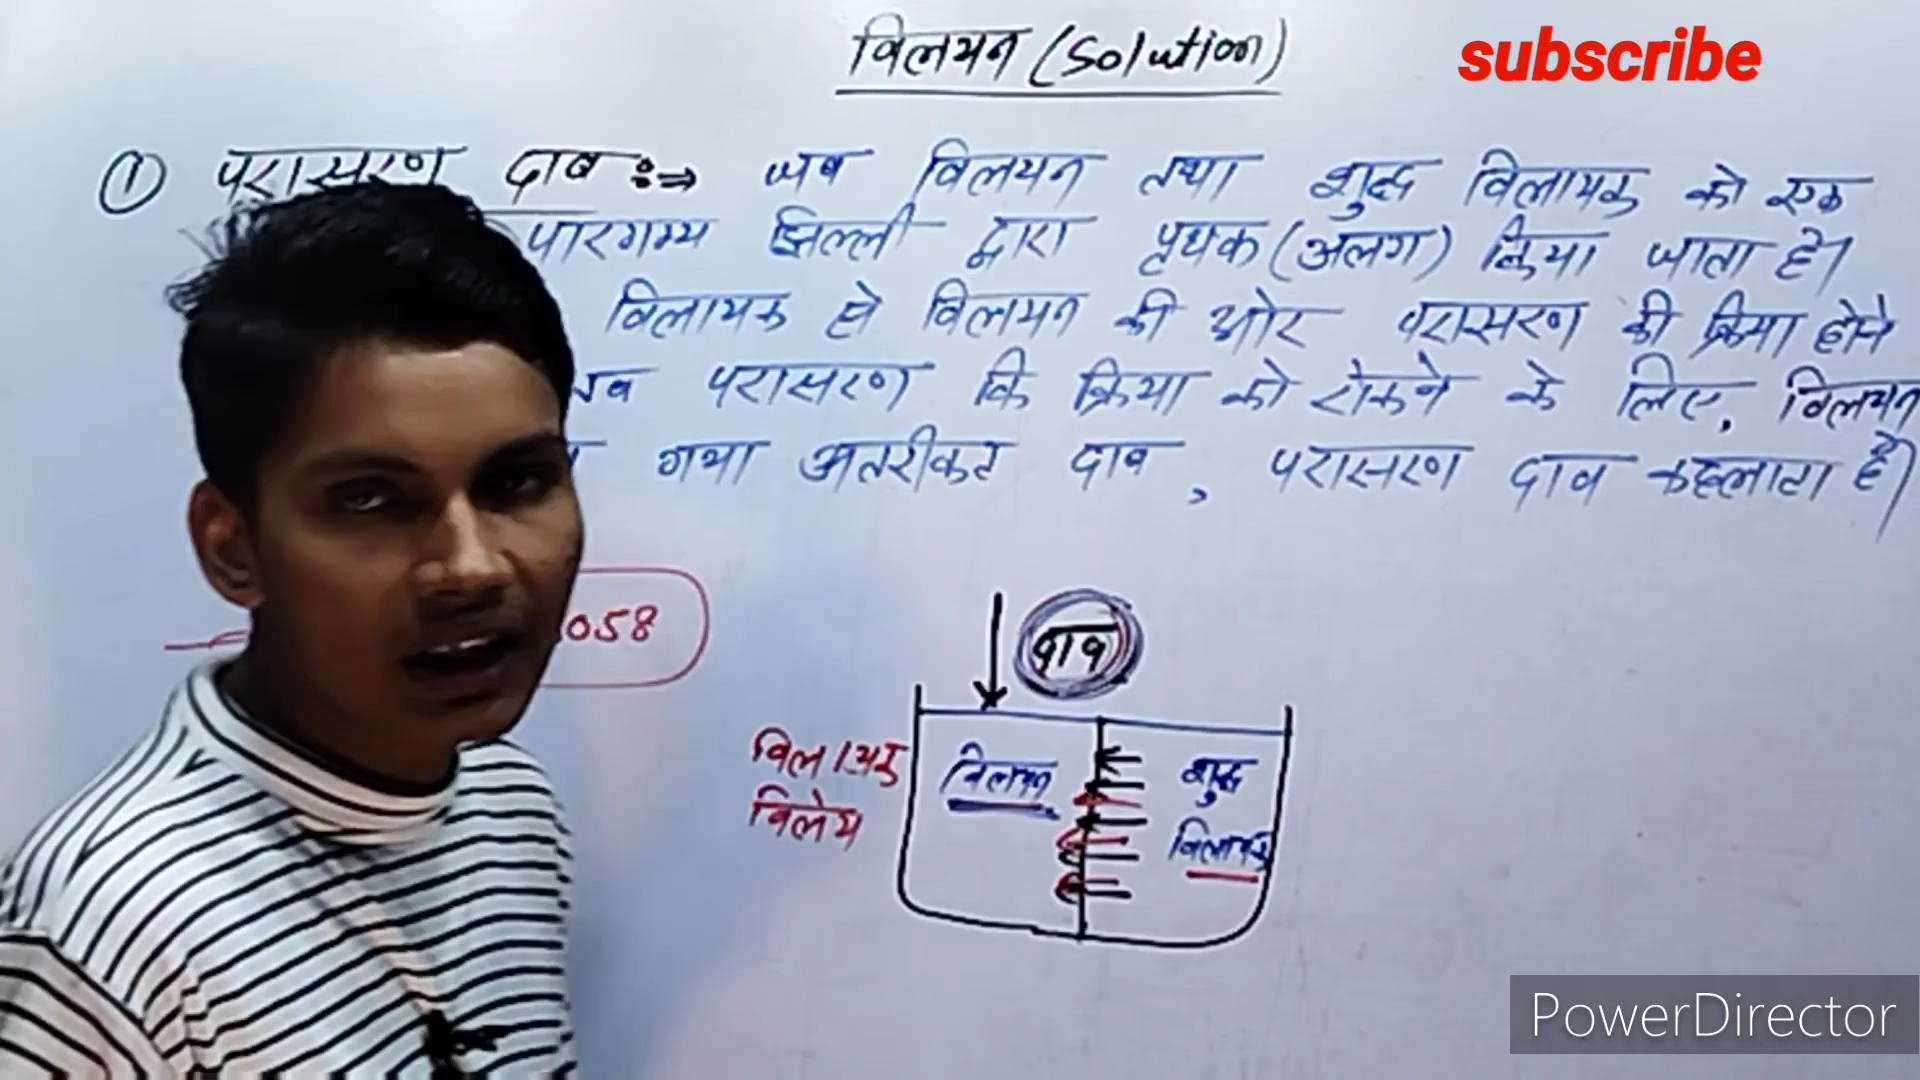 विलयन (Solution)
subscribe
① परासरण दाब :⇒ जब विलयन तथा शुद्ध विलायक को एक
पारगम्य झिल्ली द्वारा पृथक (अलग) किया जाता है।
विलायक से विलयन की ओर परासरण की क्रिया होने
परासरण कि क्रिया को रोकने के लिए, विलयन
गया अतरीकट दाब, परासरण दाब कहलाता है।
058
दाब
विलायक
विलेय
विलयन
शुद्ध
विलायक
PowerDirector